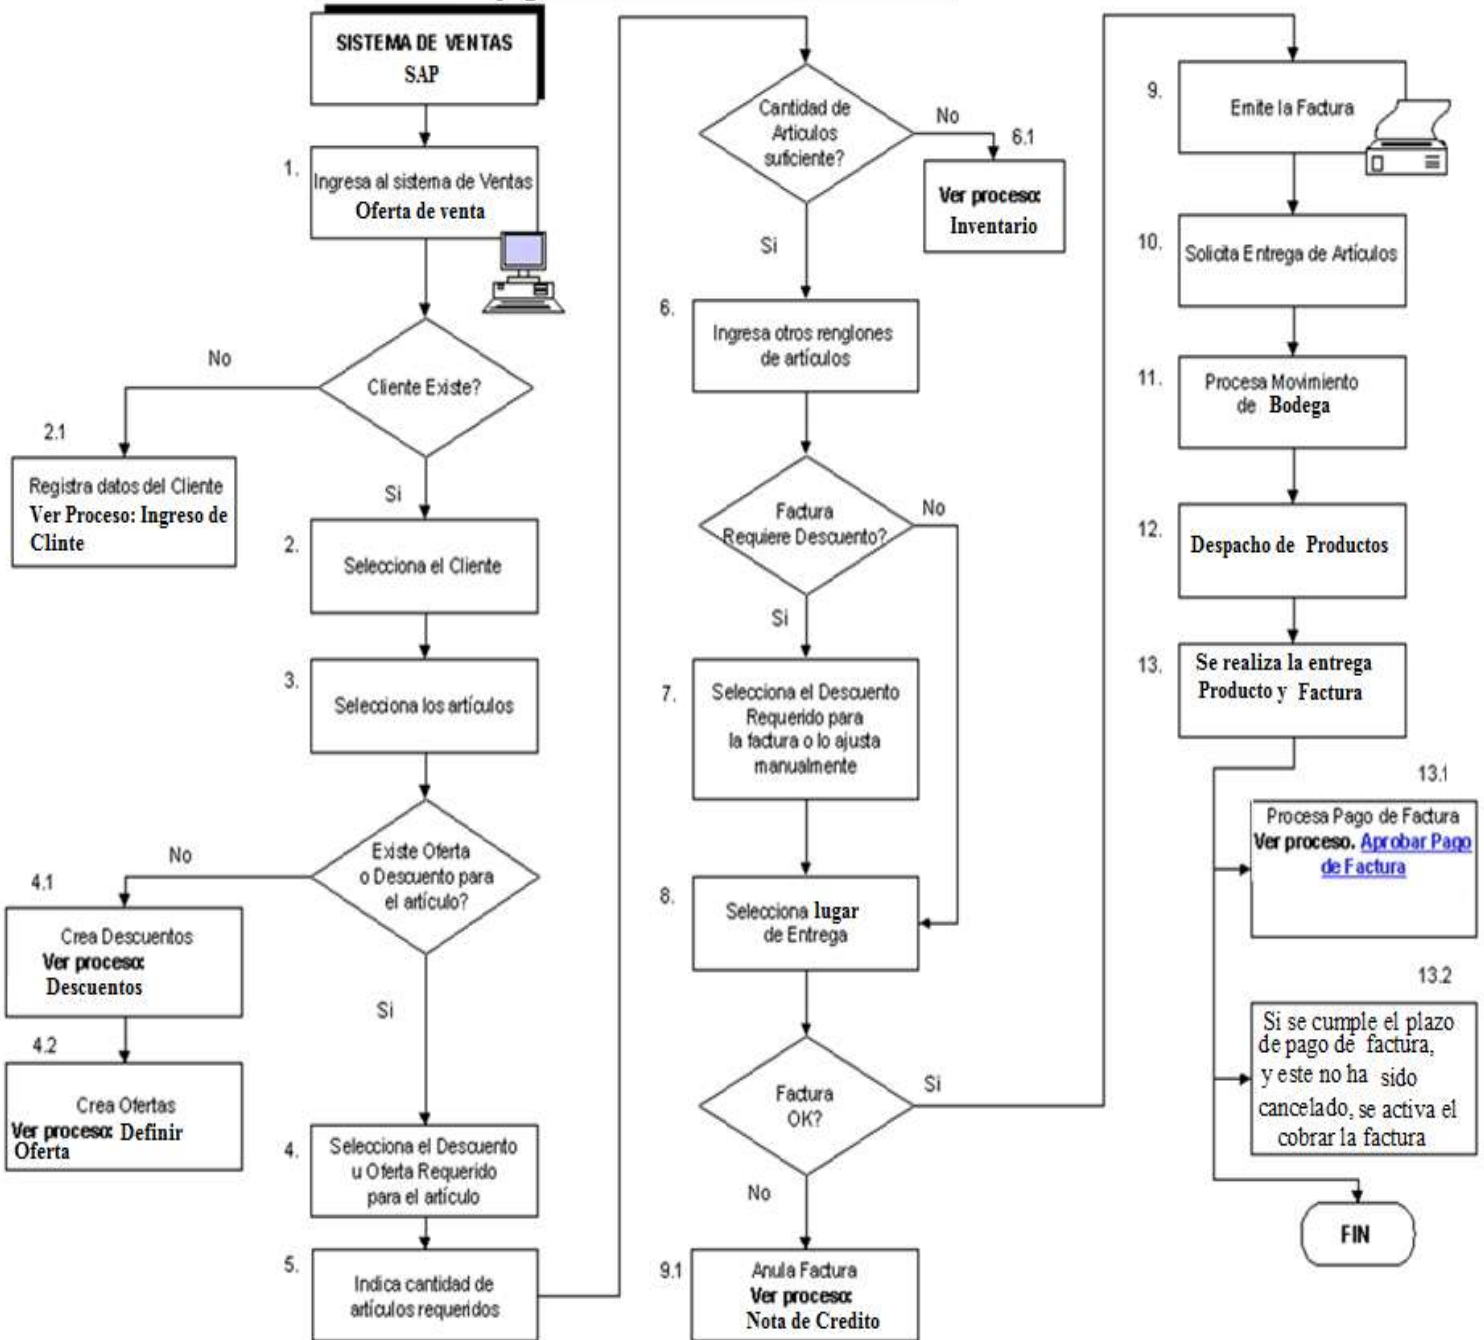 SISTEMA DE VENTAS
SAP
1.
Ingresa al sistema de Ventas
Oferta de venta
Cliente Existe?
No
2.1
Registra datos del Cliente
Ver Proceso: Ingreso de
Clinte
Si
2.
Selecciona el Cliente
3.
Selecciona los artículos
Existe Oferta
o Descuento para
el artículo?
No
4.1
Crea Descuentos
Ver proceso:
Descuentos
4.2
Crea Ofertas
Ver proceso: Definir
Oferta
Si
4.
Selecciona el Descuento
u Oferta Requerido
para el artículo
5.
Indica cantidad de
artículos requeridos
Cantidad de
Artículos
suficiente?
No
6.1
Ver proceso:
Inventario
Si
6.
Ingresa otros renglones
de artículos
Factura
Requiere Descuento?
No
Si
7.
Selecciona el Descuento
Requerido para
la factura o lo ajusta
manualmente
8.
Selecciona lugar
de Entrega
Factura
OK?
Si
No
9.1
Anula Factura
Ver proceso:
Nota de Credito
9.
Emite la Factura
10.
Solicita Entrega de Artículos
11.
Procesa Movimiento
de Bodega
12.
Despacho de Productos
13.
Se realiza la entrega
Producto y Factura
13.1
Procesa Pago de Factura
Ver proceso. Aprobar Pago
de Factura
13.2
Si se cumple el plazo
de pago de factura,
y este no ha sido
cancelado, se activa el
cobrar la factura
FIN